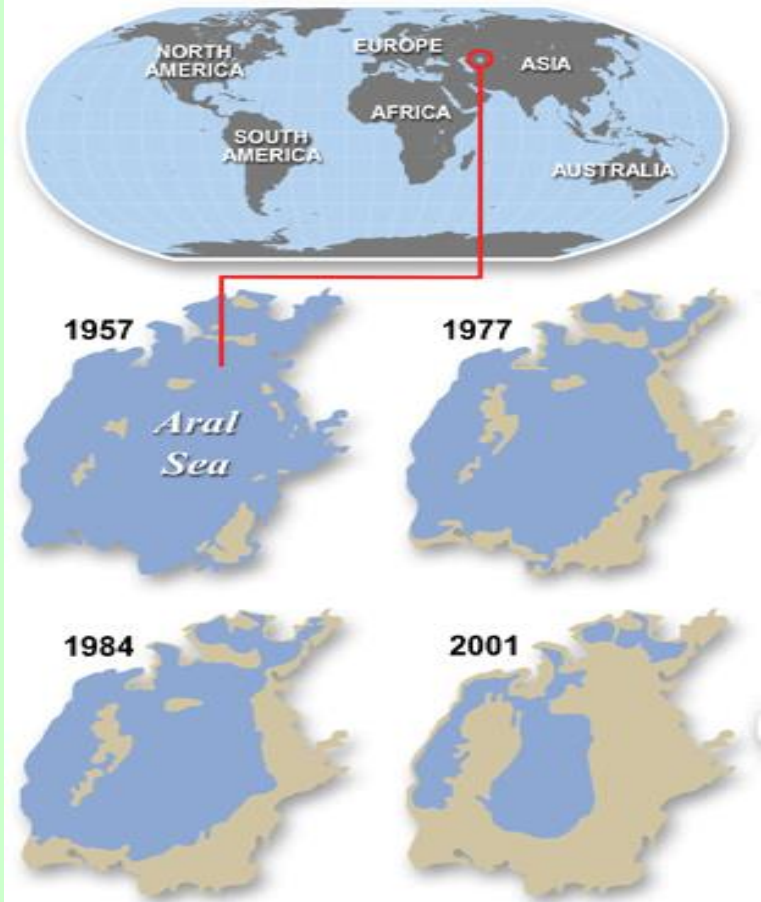 NORTH
AMERICA
EUROPE
ASIA
AFRICA
SOUTH
AMERICA
AUSTRALIA
1957
1977
Aral
Sea
1984
2001